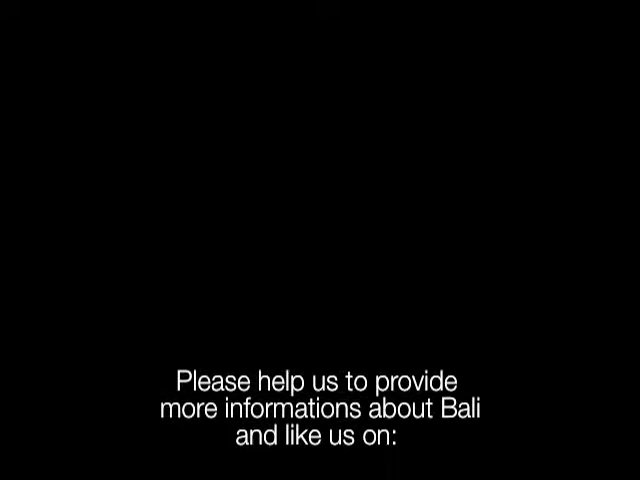 Please help us to provide
more informations about Bali
and like us on: